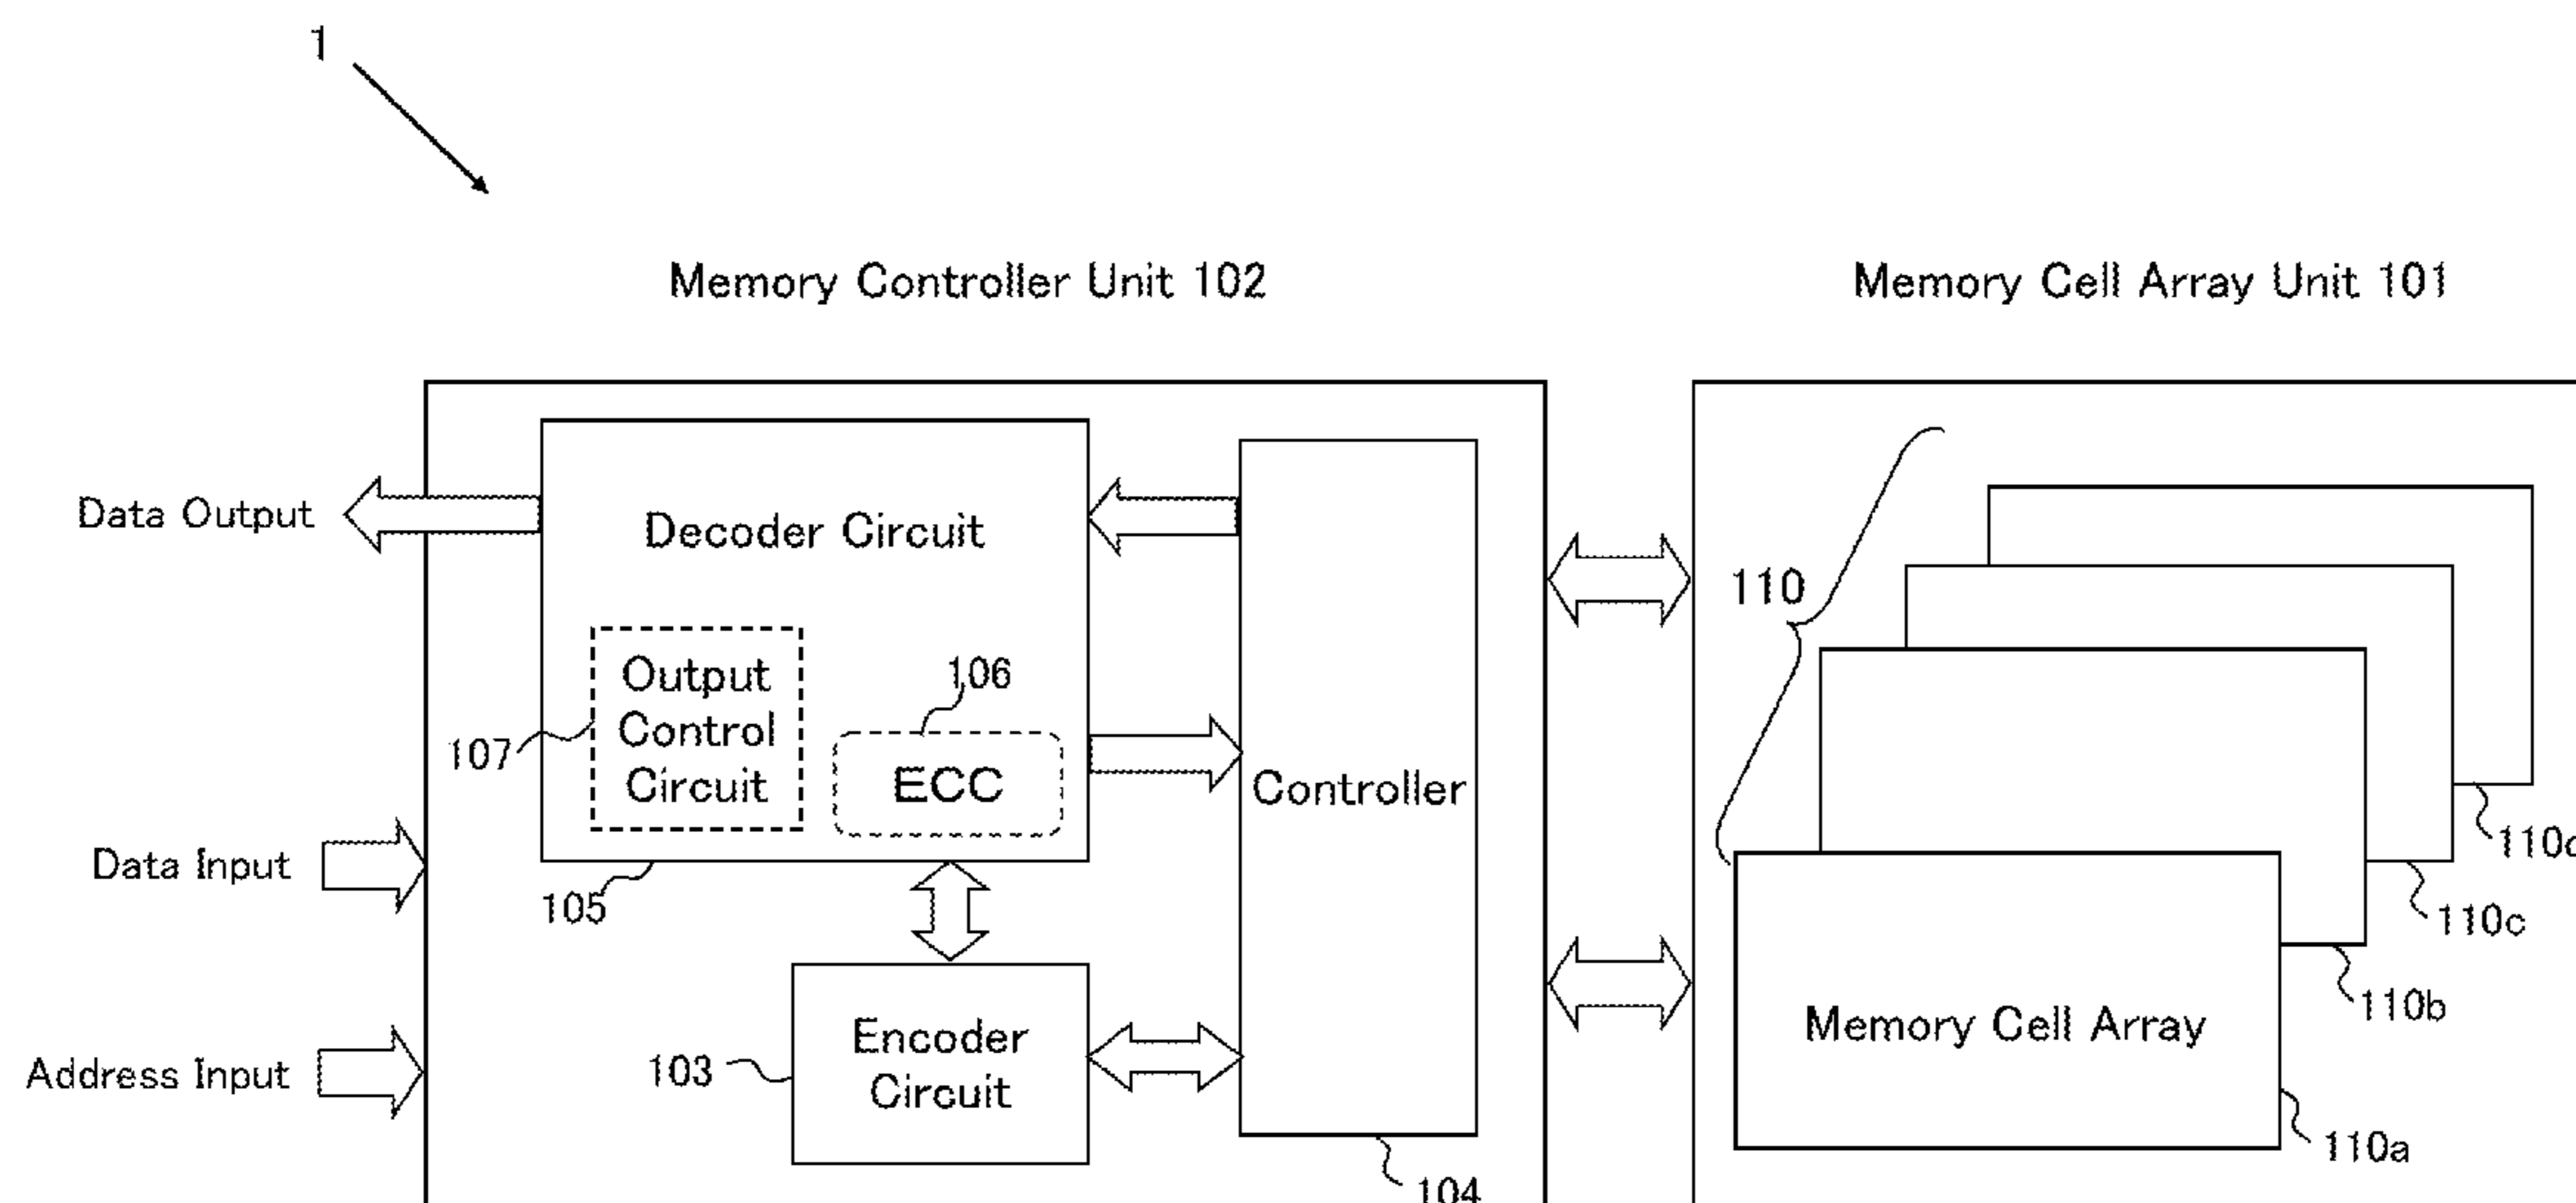 1
Memory Controller Unit 102
Memory Cell Array Unit 101
Data Output
Decoder Circuit
110
Output
Control
Circuit
106
107
ECC
Controller
Data Input
105
110c
110b
Address Input
103
Encoder
Circuit
Memory Cell Array
110a
104